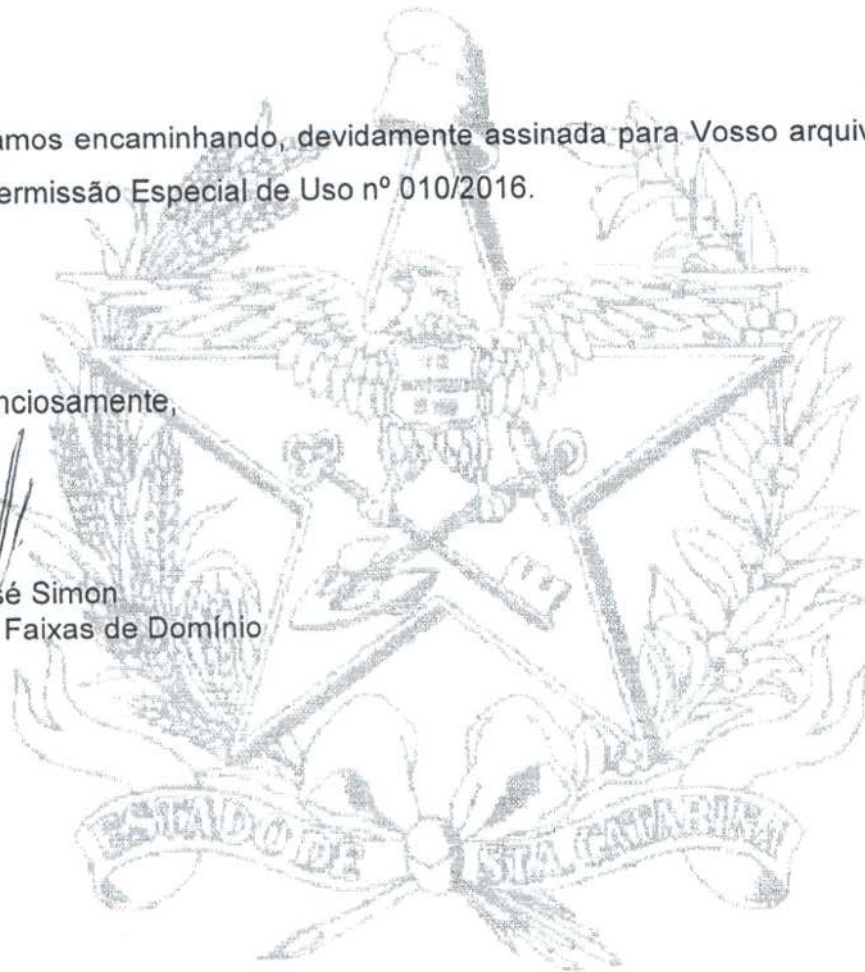 amos encaminhando, devidamente assinada para Vosso arquiv
ermissão Especial de Uso nº 010/2016.
nciosamente,
sé Simon
Faixas de Domínio
ESTADO DE STA. CATARINA